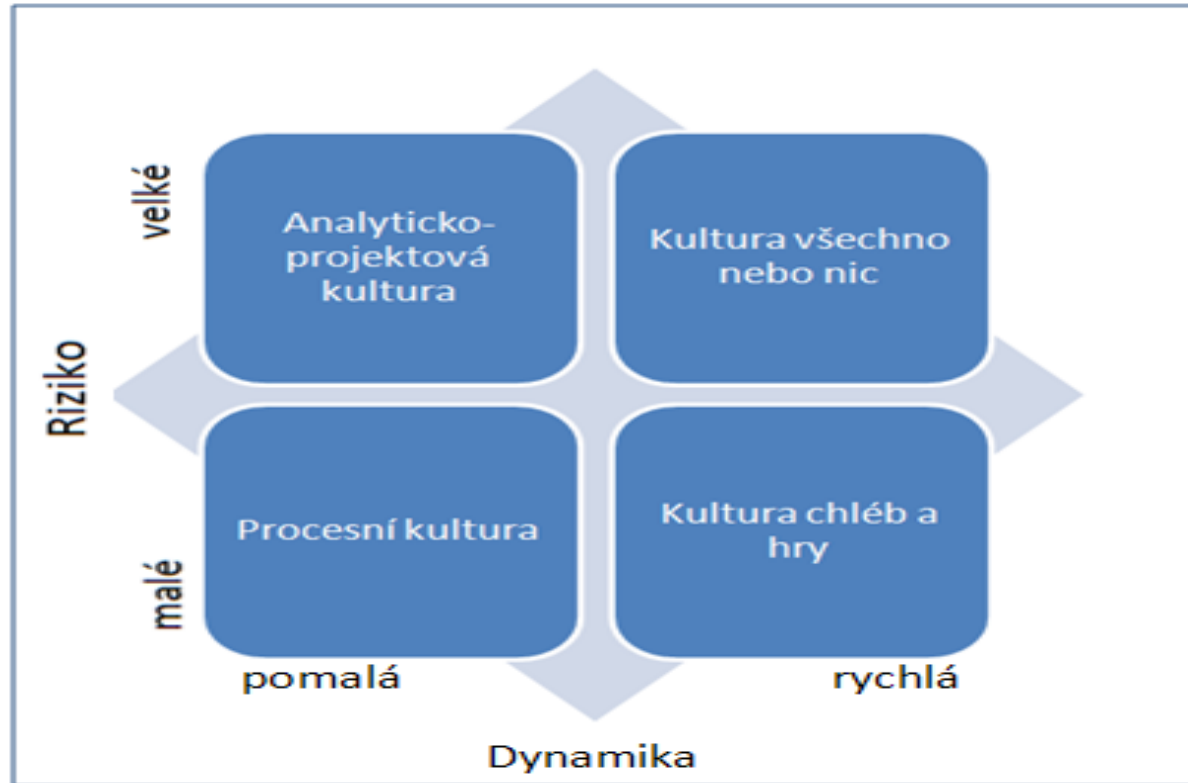 velké
Analyticko-
projektová
kultura
Kultura všechno
nebo nic
Riziko
malé
Procesní kultura
Kultura chléb a
hry
pomalá
rychlá
Dynamika